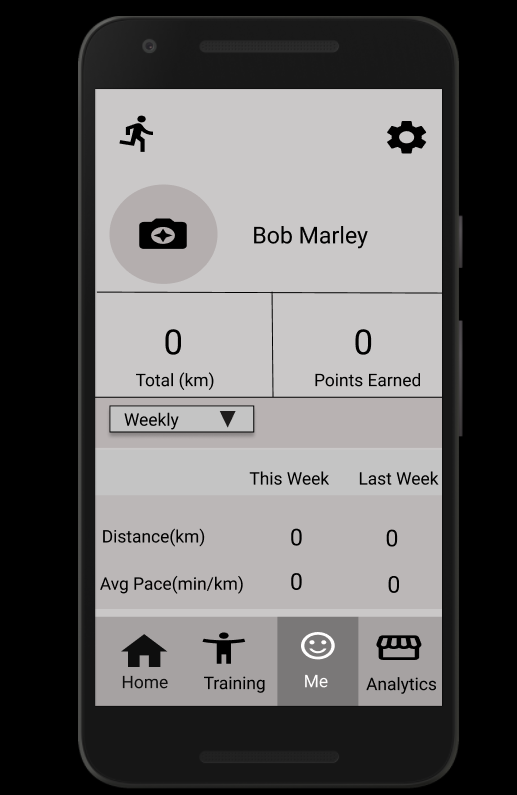 Bob Marley
0 0
Total (km) Points Earned
Weekly
This Week Last Week
Distance(km) 0 0
Avg Pace(min/km) 0 0
Home Training Me Analytics